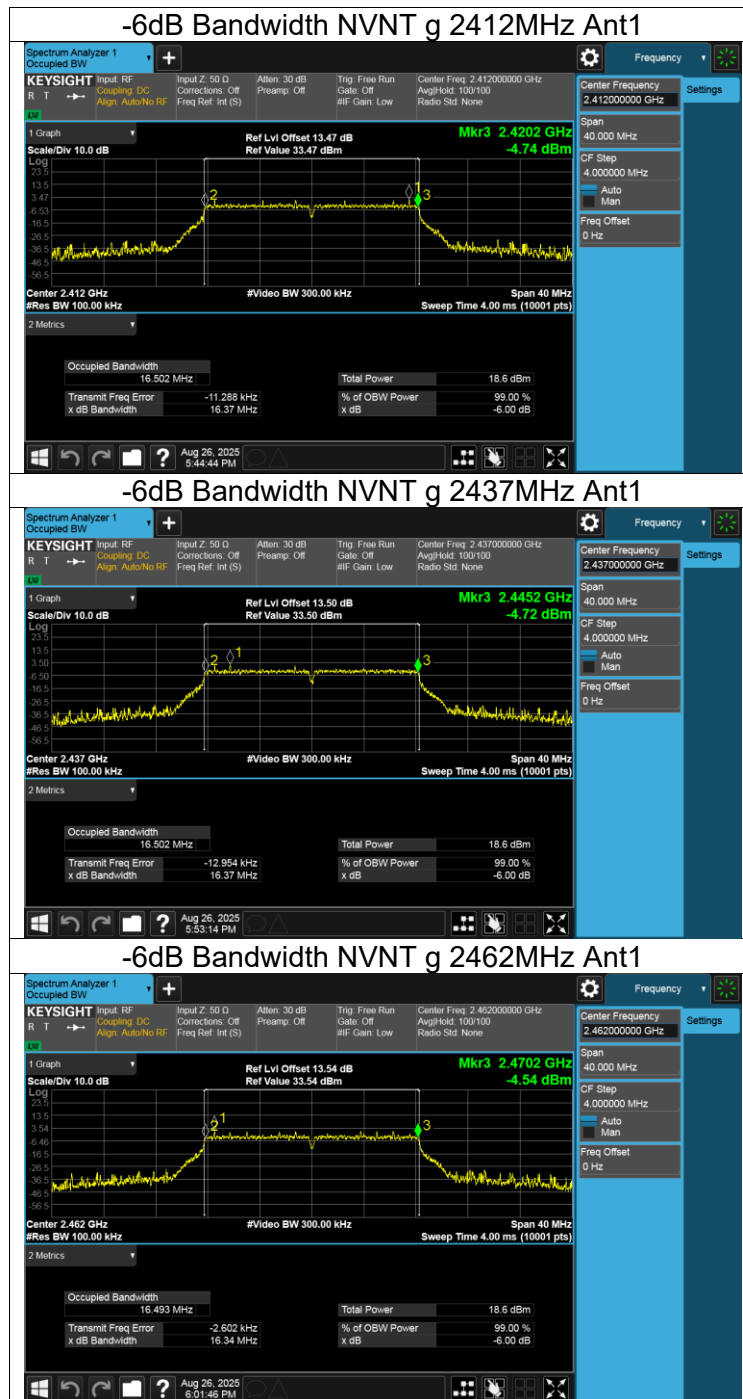 -6dB Bandwidth NVNT g 2412MHz Ant1
Spectrum Analyzer 1
Occupied BW
Frequency
KEYSIGHT Input: RF Input Z: 50 Ω Atten: 30 dB Trig: Free Run Center Freq: 2.412000000 GHz
R T Coupling: DC Corrections: Off Preamp: Off Gate: Off Avg|Hold: 100/100
Align: Auto/No RF Freq Ref: Int (S) #IF Gain: Low Radio Std: None
LXI
Center Frequency
2.412000000 GHz
Settings
Span
40.000 MHz
CF Step
4.000000 MHz
Auto
Man
Freq Offset
0 Hz
1 Graph Ref Lvl Offset 13.47 dB Mkr3 2.4202 GHz
Scale/Div 10.0 dB Ref Value 33.47 dBm -4.74 dBm
Log
23.5
13.5
3.47
-6.53
-16.5
-26.5
-36.5
-46.5
-56.5
2
1
3
Center 2.412 GHz #Video BW 300.00 kHz Span 40 MHz
#Res BW 100.00 kHz Sweep Time 4.00 ms (10001 pts)
2 Metrics
Occupied Bandwidth
16.502 MHz Total Power 18.6 dBm
Transmit Freq Error -11.288 kHz % of OBW Power 99.00 %
x dB Bandwidth 16.37 MHz x dB -6.00 dB
? Aug 26, 2025
5:44:44 PM
-6dB Bandwidth NVNT g 2437MHz Ant1
Spectrum Analyzer 1
Occupied BW
Frequency
KEYSIGHT Input: RF Input Z: 50 Ω Atten: 30 dB Trig: Free Run Center Freq: 2.437000000 GHz
R T Coupling: DC Corrections: Off Preamp: Off Gate: Off Avg|Hold: 100/100
Align: Auto/No RF Freq Ref: Int (S) #IF Gain: Low Radio Std: None
LXI
Center Frequency
2.437000000 GHz
Settings
Span
40.000 MHz
CF Step
4.000000 MHz
Auto
Man
Freq Offset
0 Hz
1 Graph Ref Lvl Offset 13.50 dB Mkr3 2.4452 GHz
Scale/Div 10.0 dB Ref Value 33.50 dBm -4.72 dBm
Log
23.5
13.5
3.50
-6.50
-16.5
-26.5
-36.5
-46.5
-56.5
2
1
3
Center 2.437 GHz #Video BW 300.00 kHz Span 40 MHz
#Res BW 100.00 kHz Sweep Time 4.00 ms (10001 pts)
2 Metrics
Occupied Bandwidth
16.502 MHz Total Power 18.6 dBm
Transmit Freq Error -12.954 kHz % of OBW Power 99.00 %
x dB Bandwidth 16.37 MHz x dB -6.00 dB
? Aug 26, 2025
5:53:14 PM
-6dB Bandwidth NVNT g 2462MHz Ant1
Spectrum Analyzer 1
Occupied BW
Frequency
KEYSIGHT Input: RF Input Z: 50 Ω Atten: 30 dB Trig: Free Run Center Freq: 2.462000000 GHz
R T Coupling: DC Corrections: Off Preamp: Off Gate: Off Avg|Hold: 100/100
Align: Auto/No RF Freq Ref: Int (S) #IF Gain: Low Radio Std: None
LXI
Center Frequency
2.462000000 GHz
Settings
Span
40.000 MHz
CF Step
4.000000 MHz
Auto
Man
Freq Offset
0 Hz
1 Graph Ref Lvl Offset 13.54 dB Mkr3 2.4702 GHz
Scale/Div 10.0 dB Ref Value 33.54 dBm -4.54 dBm
Log
23.5
13.5
3.54
-6.46
-16.5
-26.5
-36.5
-46.5
-56.5
2
1
3
Center 2.462 GHz #Video BW 300.00 kHz Span 40 MHz
#Res BW 100.00 kHz Sweep Time 4.00 ms (10001 pts)
2 Metrics
Occupied Bandwidth
16.493 MHz Total Power 18.6 dBm
Transmit Freq Error -2.602 kHz % of OBW Power 99.00 %
x dB Bandwidth 16.34 MHz x dB -6.00 dB
? Aug 26, 2025
6:01:46 PM